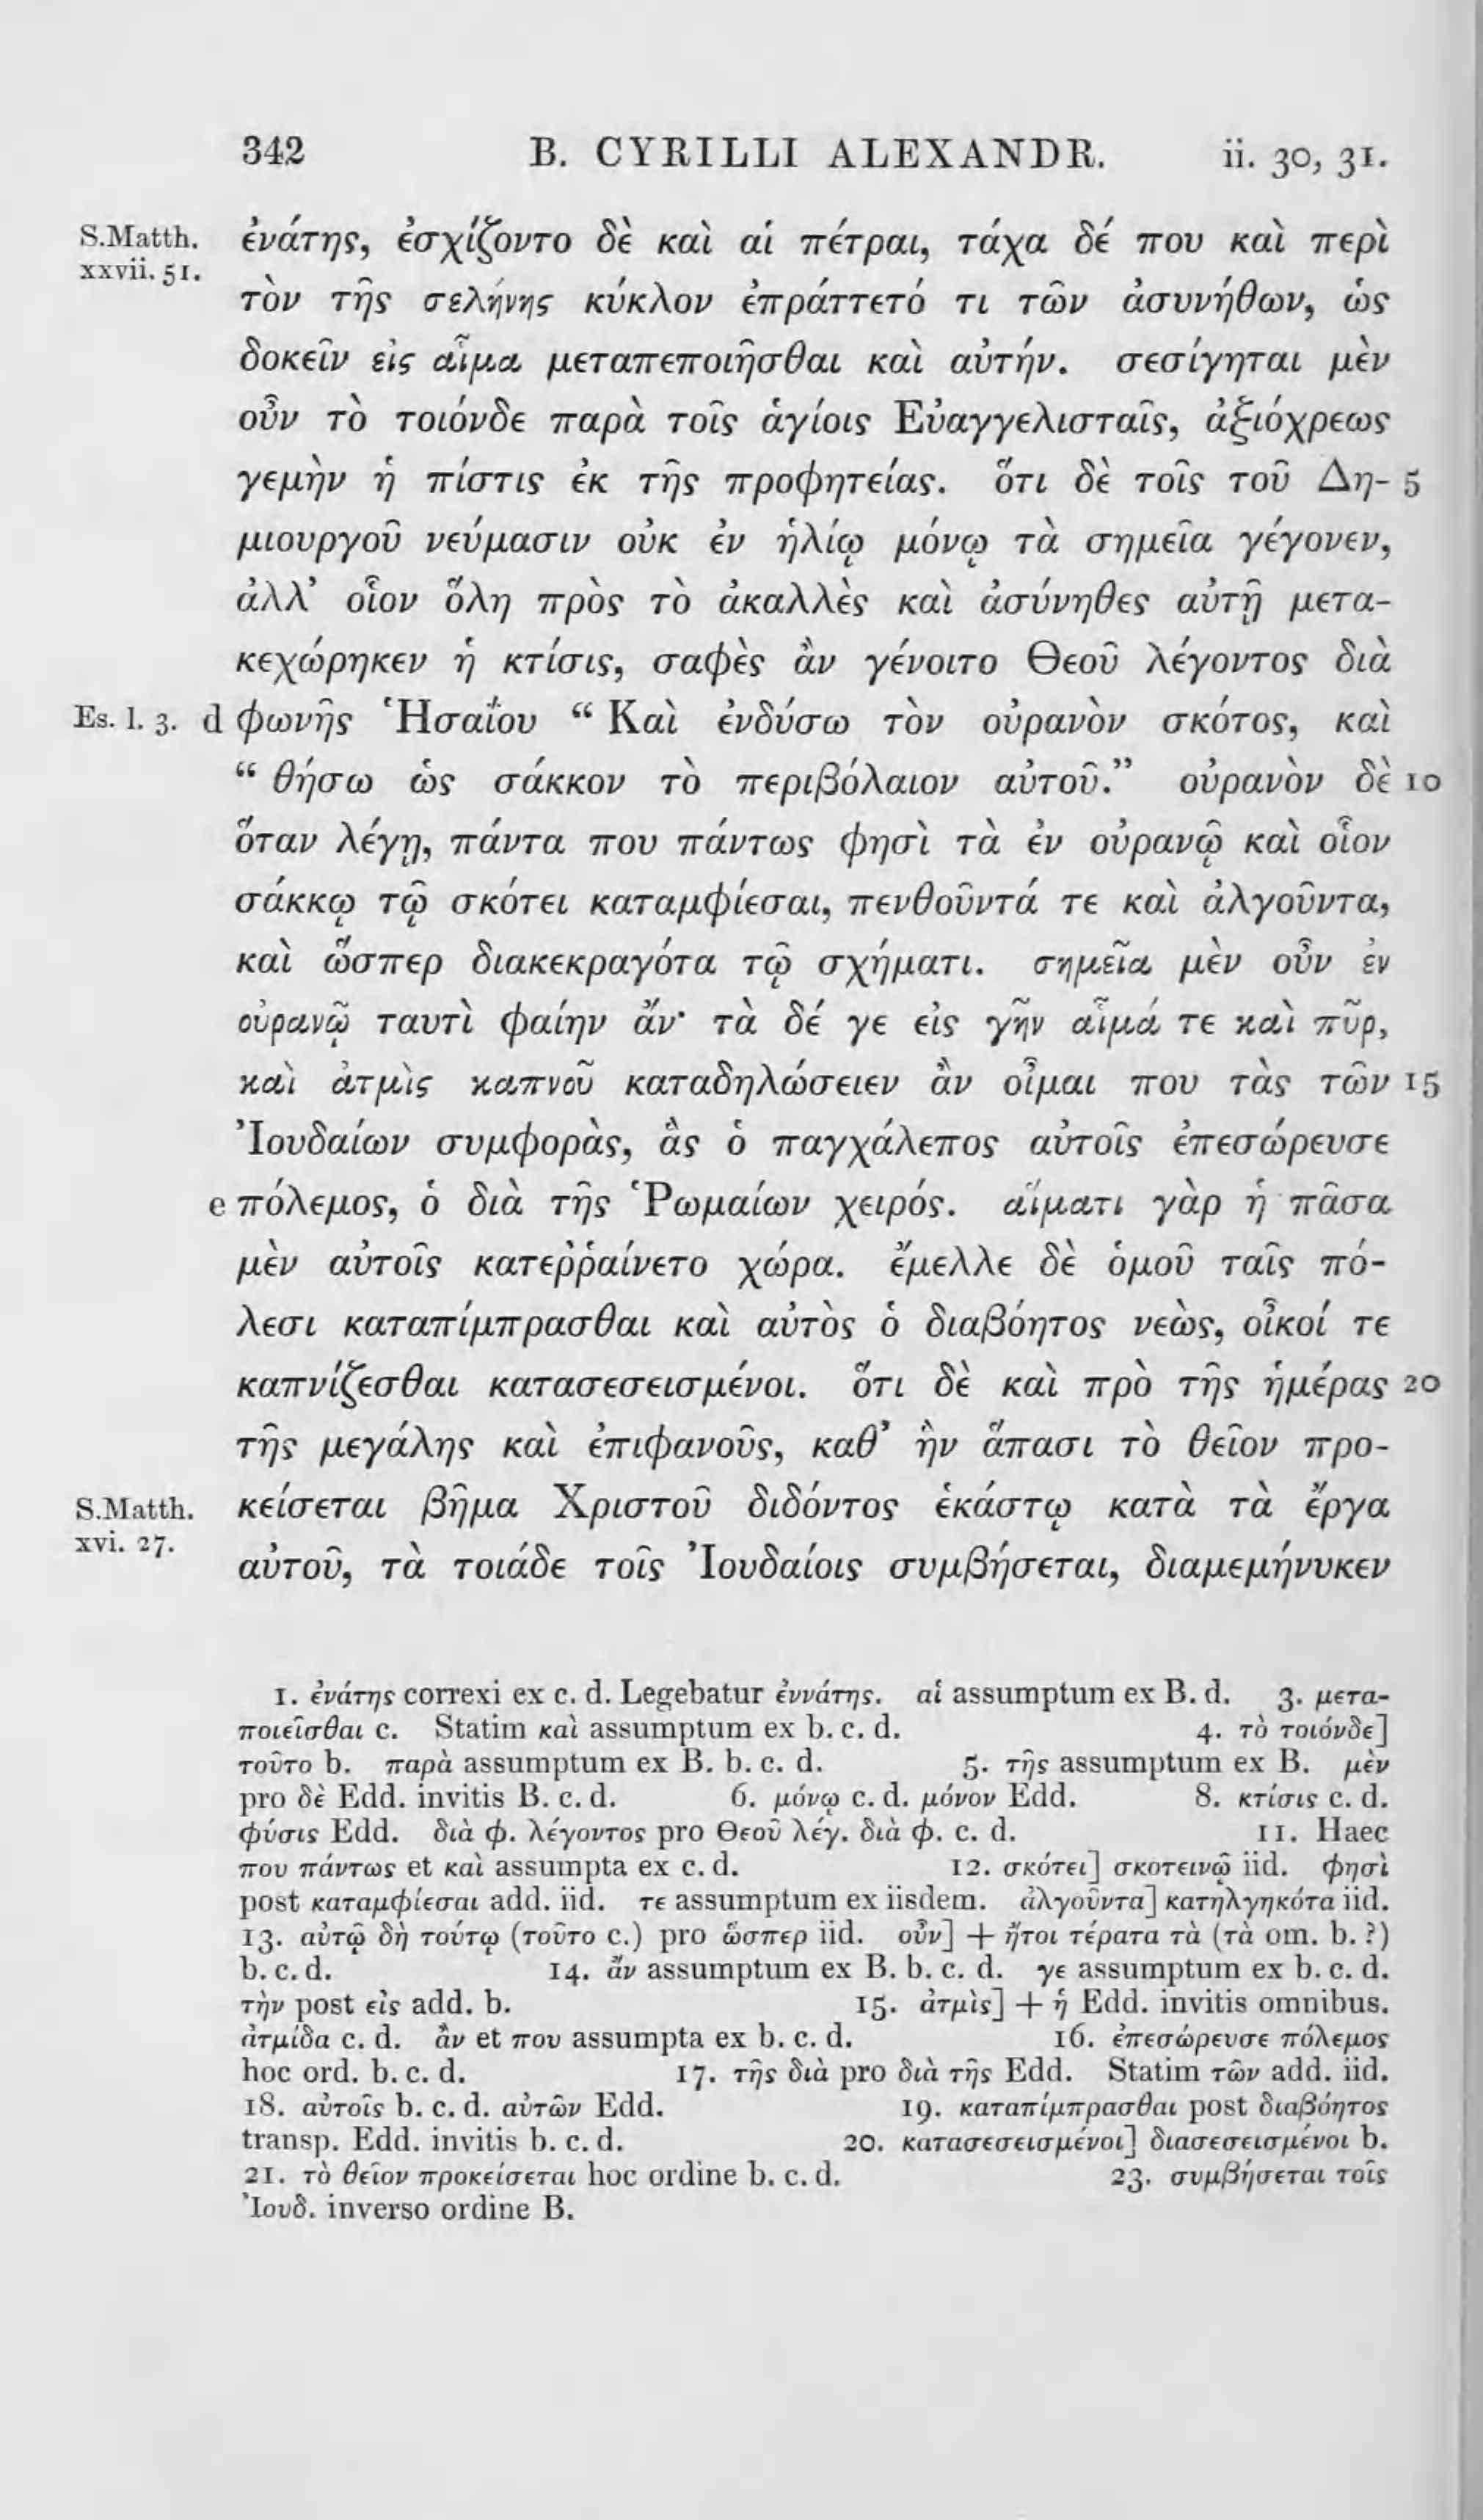 342 B. CYRILLI ALEXANDR. ii. 30, 31.
S.Matth. ἐνάτης, ἐσχίζοντο δὲ καὶ αἱ πέτραι, τάχα δέ που καὶ περὶ
xxvii. 51.
τὸν τῆς σελήνης κύκλον ἐπράττετό τι τῶν ἀσυνήθων, ὡς
δοκεῖν εἰς αἷμα μεταπεποιῆσθαι καὶ αὐτήν. σεσίγηται μὲν
οὖν τὸ τοιόνδε παρὰ τοῖς ἁγίοις Εὐαγγελισταῖς, ἀξιόχρεως
γεμὴν ἡ πίστις ἐκ τῆς προφητείας. ὅτι δὲ τοῖς τοῦ Δη- 5
μιουργοῦ νεύμασιν οὐκ ἐν ἡλίῳ μόνῳ τὰ σημεῖα γέγονεν,
ἀλλ’ οἷον ὅλη πρὸς τὸ ἀκαλλὲς καὶ ἀσύνηθες αὐτῇ μετα-
κεχώρηκεν ἡ κτίσις, σαφὲς ἂν γένοιτο Θεοῦ λέγοντος διὰ
Es. l. 3. d φωνῆς Ἡσαΐου “ Καὶ ἐνδύσω τὸν οὐρανὸν σκότος, καὶ
“ θήσω ὡς σάκκον τὸ περιβόλαιον αὐτοῦ.” οὐρανὸν δὲ 10
ὅταν λέγῃ, πάντα που πάντως φησὶ τὰ ἐν οὐρανῷ καὶ οἷον
σάκκῳ τῷ σκότει καταμφίεσαι, πενθοῦντά τε καὶ ἀλγοῦντα,
καὶ ὥσπερ διακεκραγότα τῷ σχήματι. σημεῖα μὲν οὖν ἐν
οὐρανῷ ταυτὶ φαίην ἄν· τὰ δέ γε εἰς γῆν αἷμά τε καὶ πῦρ,
καὶ ἀτμὶς καπνοῦ καταδηλώσειεν ἂν οἶμαι που τὰς τῶν 15
Ἰουδαίων συμφορὰς, ἃς ὁ παγχάλεπος αὐτοῖς ἐπεσώρευσε
e πόλεμος, ὁ διὰ τῆς Ῥωμαίων χειρός. αἵματι γὰρ ἡ πᾶσα
μὲν αὐτοῖς κατεῤῥαίνετο χώρα. ἔμελλε δὲ ὁμοῦ ταῖς πό-
λεσι καταπίμπρασθαι καὶ αὐτὸς ὁ διαβόητος νεὼς, οἶκοί τε
καπνίζεσθαι κατασεσεισμένοι. ὅτι δὲ καὶ πρὸ τῆς ἡμέρας 20
τῆς μεγάλης καὶ ἐπιφανοῦς, καθ’ ἣν ἅπασι τὸ θεῖον προ-
S.Matth. κείσεται βῆμα Χριστοῦ διδόντος ἑκάστῳ κατὰ τὰ ἔργα
xvi. 27.
αὐτοῦ, τὰ τοιάδε τοῖς Ἰουδαίοις συμβήσεται, διαμεμήνυκεν
1. ἐνάτης correxi ex c. d. Legebatur ἐννάτης. αἱ assumptum ex B. d. 3. μετα-
ποιεῖσθαι c. Statim καὶ assumptum ex b. c. d. 4. τὸ τοιόνδε]
τοῦτο b. παρὰ assumptum ex B. b. c. d. 5. τῆς assumptum ex B. μὲν
pro δὲ Edd. invitis B. c. d. 6. μόνῳ c. d. μόνον Edd. 8. κτίσις c. d.
φύσις Edd. διὰ φ. λέγοντος pro Θεοῦ λέγ. διὰ φ. c. d. 11. Haec
που πάντως et καὶ assumpta ex c. d. 12. σκότει] σκοτεινῷ iid. φησὶ
post καταμφίεσαι add. iid. τε assumptum ex iisdem. ἀλγοῦντα] κατηλγηκότα iid.
13. αὐτῷ δὴ τούτῳ (τοῦτο c.) pro ὥσπερ iid. οὖν] + ἤτοι τέρατα τὰ (τὰ om. b. ?)
b. c. d. 14. ἄν assumptum ex B. b. c. d. γε assumptum ex b. c. d.
τὴν post εἰς add. b. 15. ἀτμὶς] + ἡ Edd. invitis omnibus.
ἀτμίδα c. d. ἂν et που assumpta ex b. c. d. 16. ἐπεσώρευσε πόλεμος
hoc ord. b. c. d. 17. τῆς διὰ pro διὰ τῆς Edd. Statim τῶν add. iid.
18. αὐτοῖς b. c. d. αὐτῶν Edd. 19. καταπίμπρασθαι post διαβόητος
transp. Edd. invitis b. c. d. 20. κατασεσεισμένοι] διασεσεισμένοι b.
21. τὸ θεῖον προκείσεται hoc ordine b. c. d. 23. συμβήσεται τοῖς
Ἰουδ. inverso ordine B.